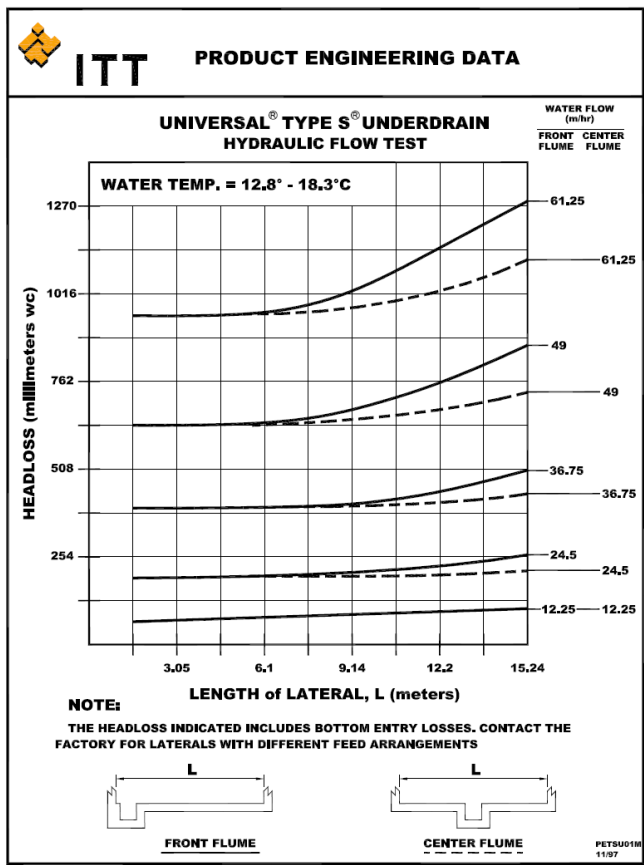 ITT
PRODUCT ENGINEERING DATA
UNIVERSAL® TYPE S® UNDERDRAIN
HYDRAULIC FLOW TEST
WATER FLOW
(m/hr)
FRONT CENTER
FLUME FLUME
WATER TEMP. = 12.8° - 18.3°C
HEADLOSS (millimeters wc)
1270
1016
762
508
254
61.25
61.25
49
49
36.75
36.75
24.5
24.5
12.25 12.25
3.05 6.1 9.14 12.2 15.24
LENGTH of LATERAL, L (meters)
NOTE:
THE HEADLOSS INDICATED INCLUDES BOTTOM ENTRY LOSSES. CONTACT THE
FACTORY FOR LATERALS WITH DIFFERENT FEED ARRANGEMENTS
L L
FRONT FLUME CENTER FLUME
PETSU01M
11/97